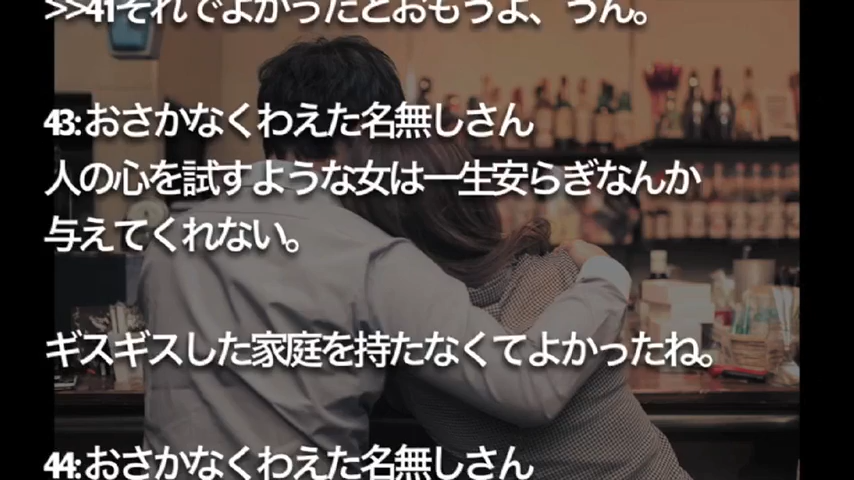 >>41それでよかったとおもうよ、うん。
43:おさかなくわえた名無しさん
人の心を試すような女は一生安らぎなんか
与えてくれない。
ギスギスした家庭を持たなくてよかったね。
44:おさかなくわえた名無しさん